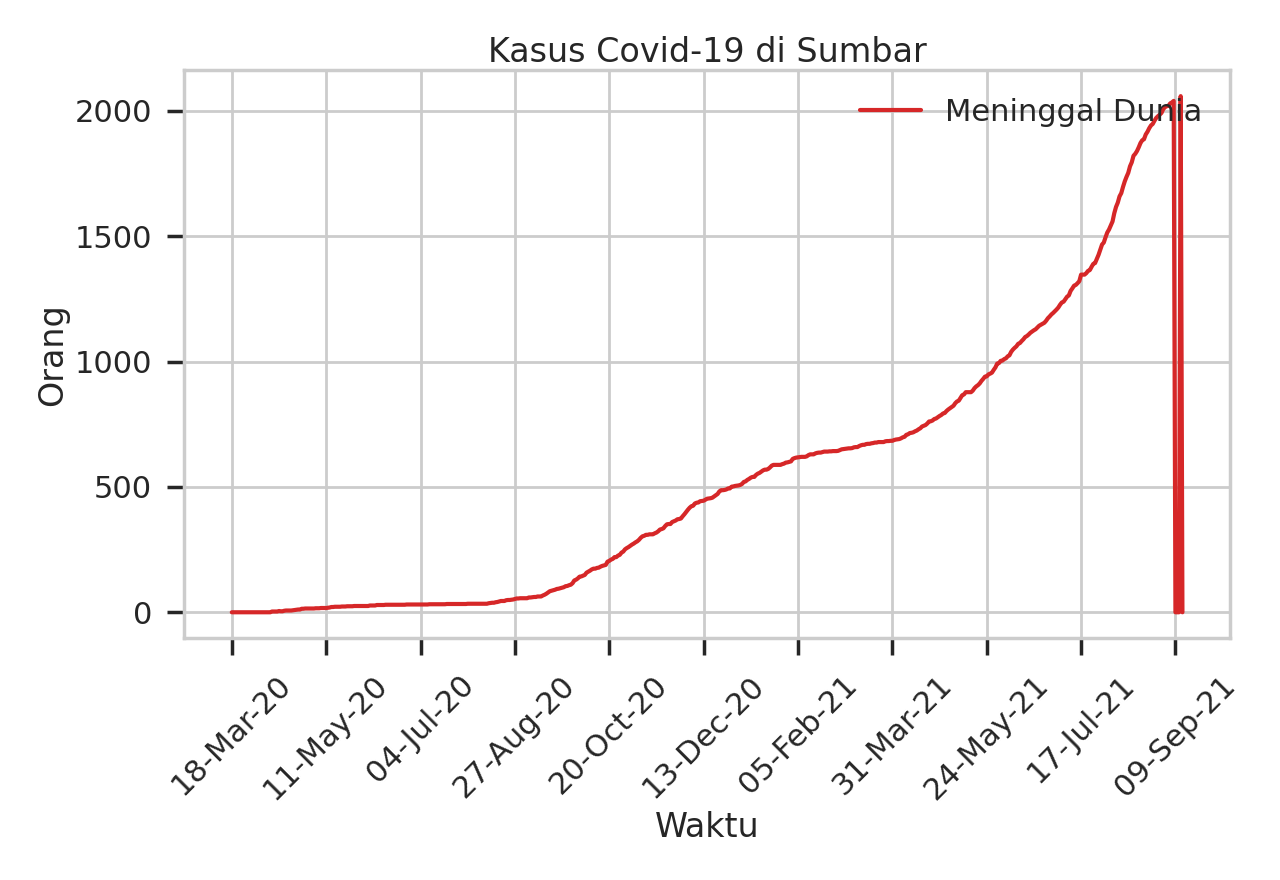 Kasus Covid-19 di Sumbar
Meninggal Dunia
Orang
2000
1500
1000
500
0
18-Mar-20
11-May-20
04-Jul-20
27-Aug-20
20-Oct-20
13-Dec-20
05-Feb-21
31-Mar-21
24-May-21
17-Jul-21
09-Sep-21
Waktu